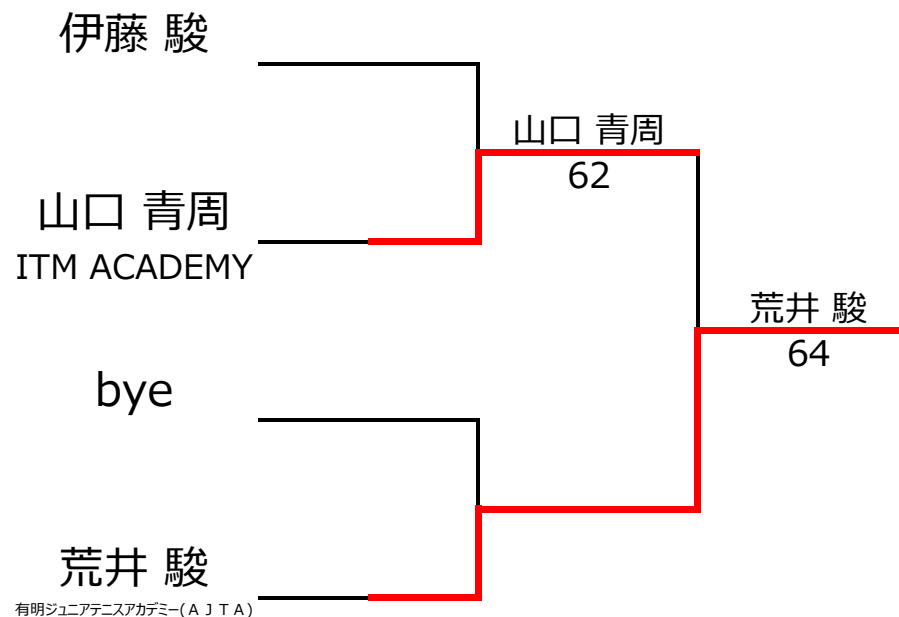 伊藤 駿
山口 青周
62
山口 青周
ITM ACADEMY
荒井 駿
64
bye
荒井 駿
有明ジュニアテニスアカデミー(ＡＪＴＡ)